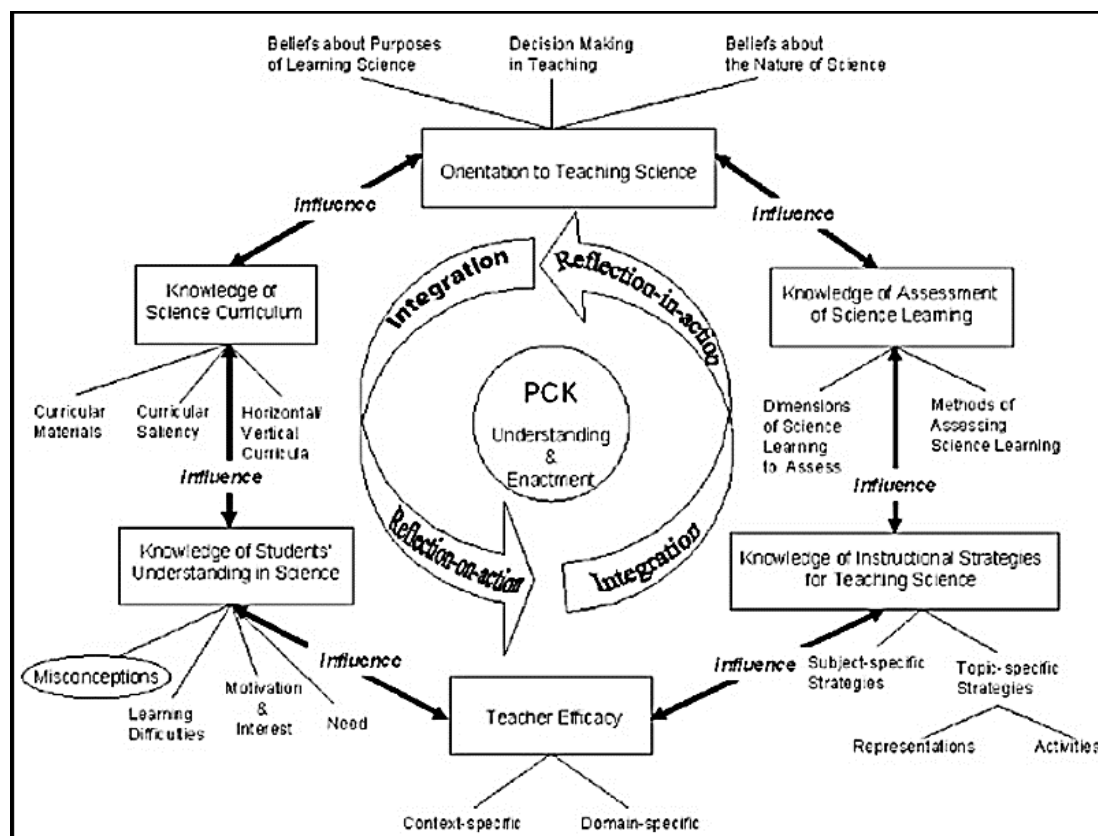 Beliefs about Purposes
of Learning Science
Decision Making
in Teaching
Beliefs about
the Nature of Science
Orientation to Teaching Science
Influence
Influence
Integration
Reflection-in-action
Knowledge of
Science Curriculum
Knowledge of Assessment
of Science Learning
PCK
Understanding
&
Enactment
Curricular
Materials
Curricular
Saliency
Horizontal/
Vertical
Curricula
Dimensions
of Science
Learning
to Assess
Methods of
Assessing
Science Learning
Influence
Influence
Knowledge of Students'
Understanding in Science
Reflection-on-action
Integration
Knowledge of Instructional Strategies
for Teaching Science
Misconceptions
Learning
Difficulties
Motivation
&
Interest
Need
Influence
Influence
Subject-specific
Strategies
Topic-specific
Strategies
Teacher Efficacy
Representations
Activities
Context-specific
Domain-specific